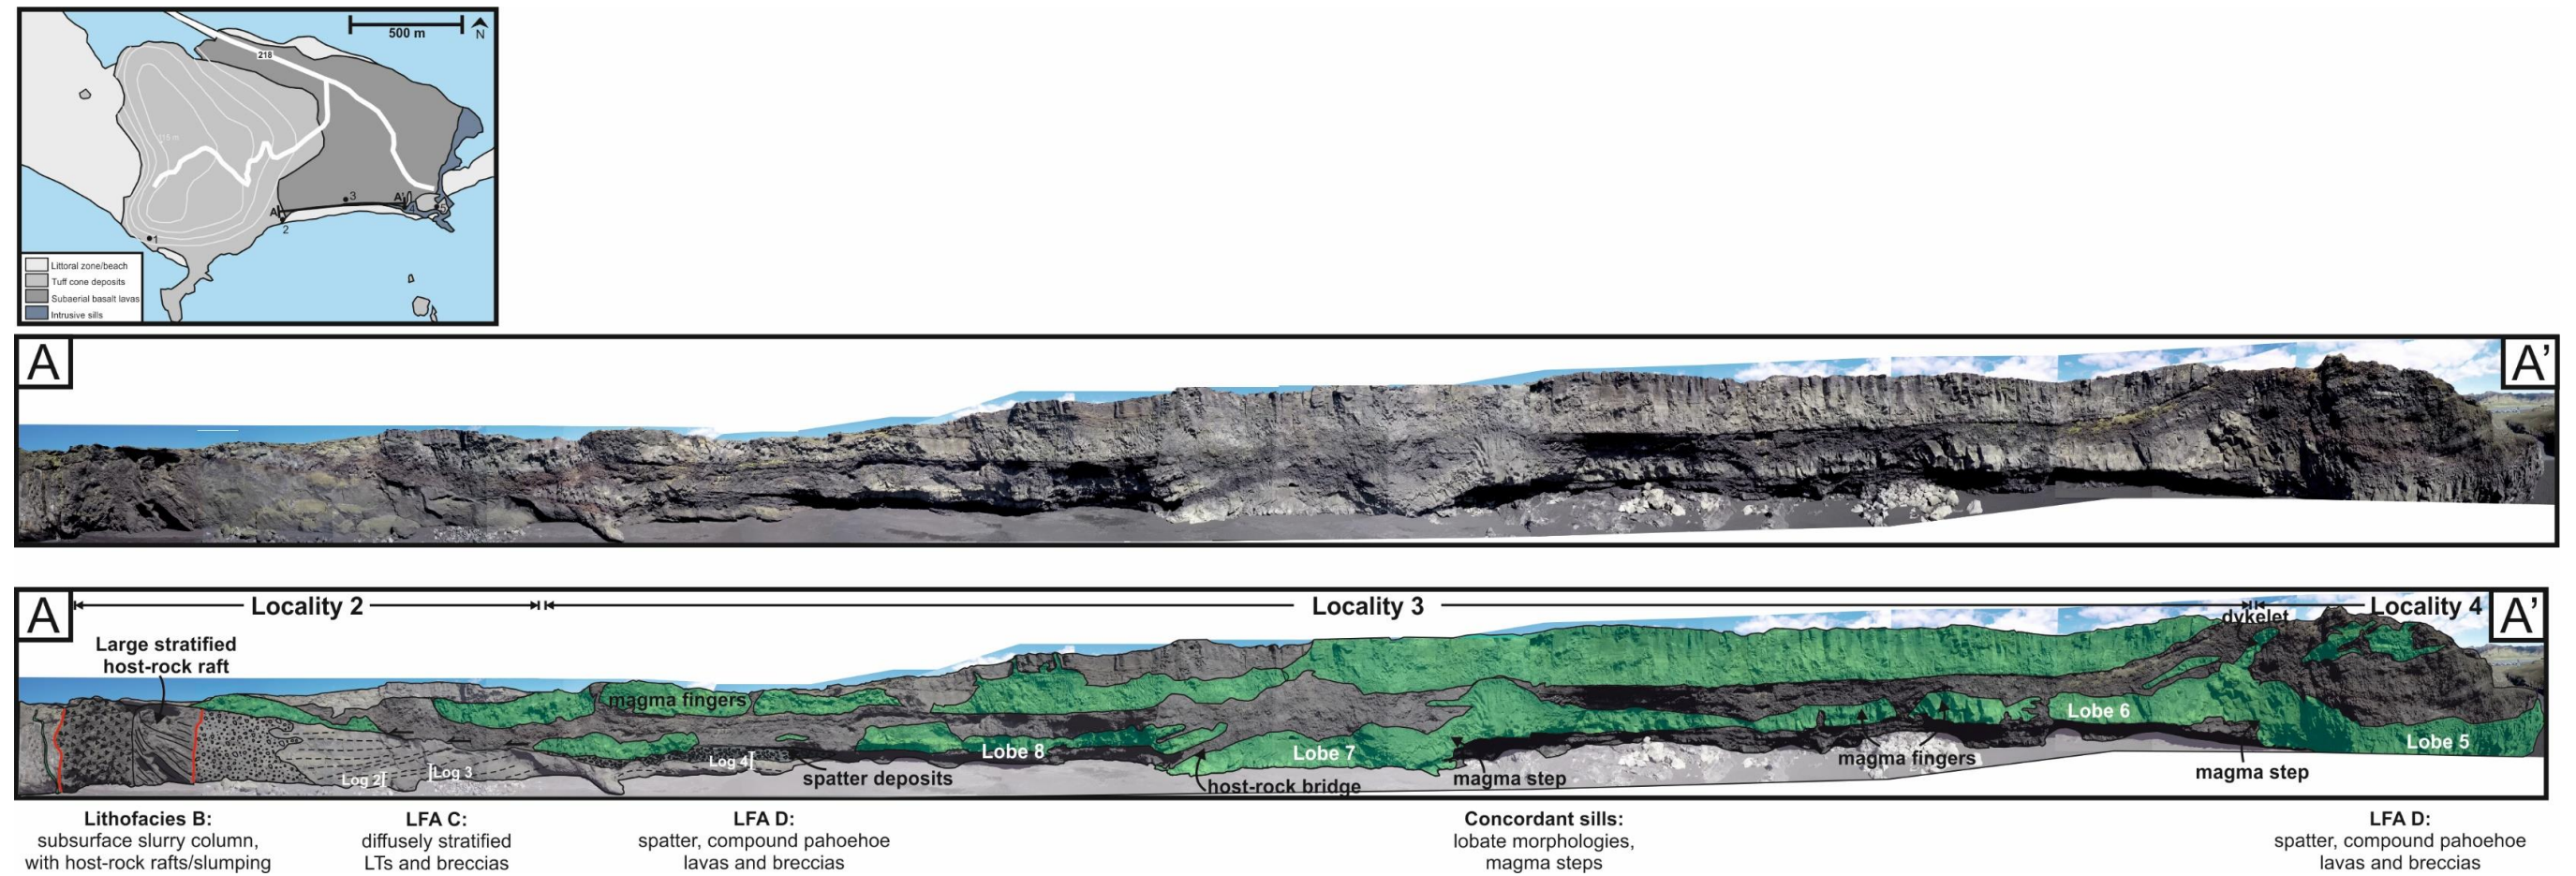 500 m
N
218
115 m
A
3
A'
4
5
2
1
Littoral zone/beach
Tuff cone deposits
Subaerial basalt lavas
Intrusive sills
A
A'
A
Locality 2
Locality 3
Locality 4
A'
dykelet
Large stratified
host-rock raft
magma fingers
Lobe 6
Lobe 8
Lobe 7
Lobe 5
Log 2
Log 3
Log 4
spatter deposits
host-rock bridge
magma step
magma fingers
magma step
Lithofacies B:
subsurface slurry column,
with host-rock rafts/slumping
LFA C:
diffusely stratified
LTs and breccias
LFA D:
spatter, compound pahoehoe
lavas and breccias
Concordant sills:
lobate morphologies,
magma steps
LFA D:
spatter, compound pahoehoe
lavas and breccias